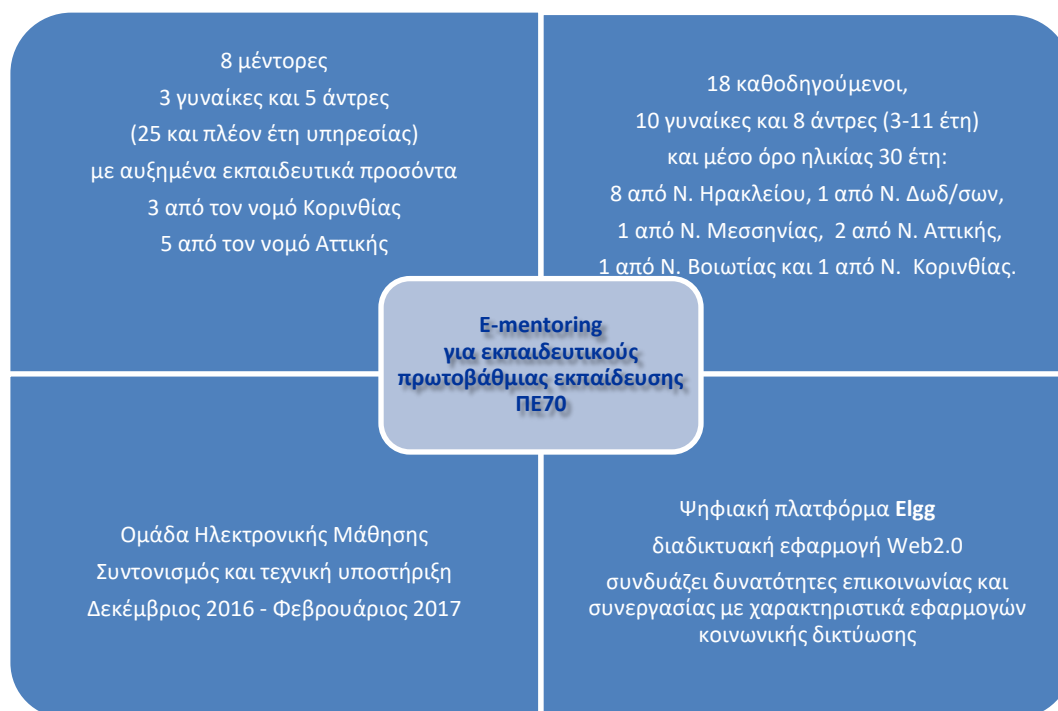 8 μέντορες
3 γυναίκες και 5 άντρες
(25 και πλέον έτη υπηρεσίας)
με αυξημένα εκπαιδευτικά προσόντα
3 από τον νομό Κορινθίας
5 από τον νομό Αττικής
18 καθοδηγούμενοι,
10 γυναίκες και 8 άντρες (3-11 έτη)
και μέσο όρο ηλικίας 30 έτη:
8 από Ν. Ηρακλείου, 1 από Ν. Δωδ/σων,
1 από Ν. Μεσσηνίας, 2 από Ν. Αττικής,
1 από Ν. Βοιωτίας και 1 από Ν. Κορινθίας.
E-mentoring
για εκπαιδευτικούς
πρωτοβάθμιας εκπαίδευσης
ΠΕ70
Ομάδα Ηλεκτρονικής Μάθησης
Συντονισμός και τεχνική υποστήριξη
Δεκέμβριος 2016 - Φεβρουάριος 2017
Ψηφιακή πλατφόρμα Elgg
διαδικτυακή εφαρμογή Web2.0
συνδυάζει δυνατότητες επικοινωνίας και
συνεργασίας με χαρακτηριστικά εφαρμογών
κοινωνικής δικτύωσης